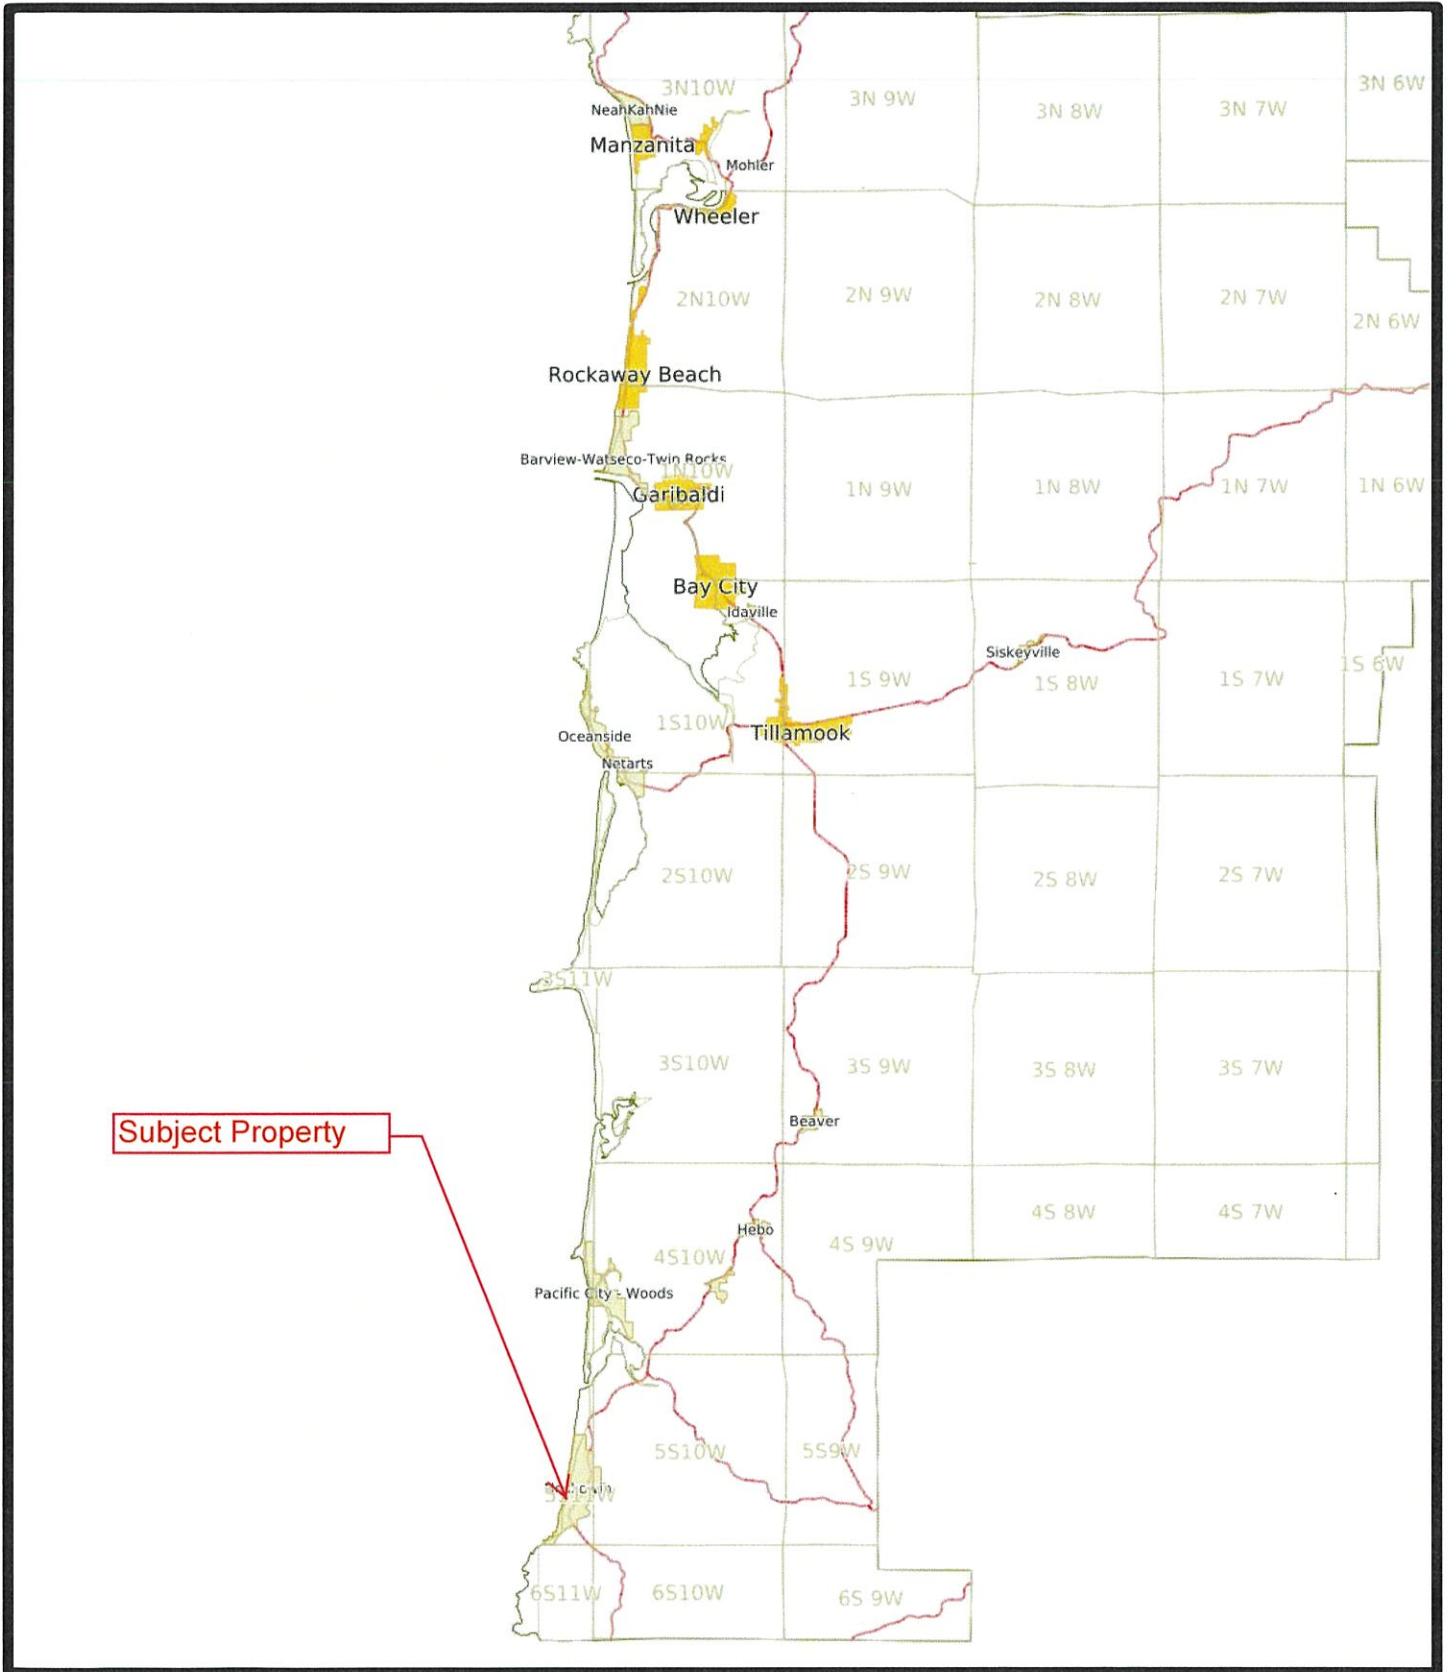 3N10W
3N 9W
3N 8W
3N 7W
3N 6W
NeahKahNie
Manzanita
Mohler
Wheeler
2N10W
2N 9W
2N 8W
2N 7W
2N 6W
Rockaway Beach
Barview-Watseco-Twin Rocks
1N10W
1N 9W
1N 8W
1N 7W
1N 6W
Garibaldi
Bay City
Idaville
Siskeyville
1S10W
1S 9W
1S 8W
1S 7W
1S 6W
Oceanside
Tillamook
Netarts
2S10W
2S 9W
2S 8W
2S 7W
3S11W
3S10W
3S 9W
3S 8W
3S 7W
Subject Property
Beaver
4S 8W
4S 7W
Hebo
4S10W
4S 9W
Pacific City - Woods
5S10W
5S9W
6S11W
6S10W
6S 9W